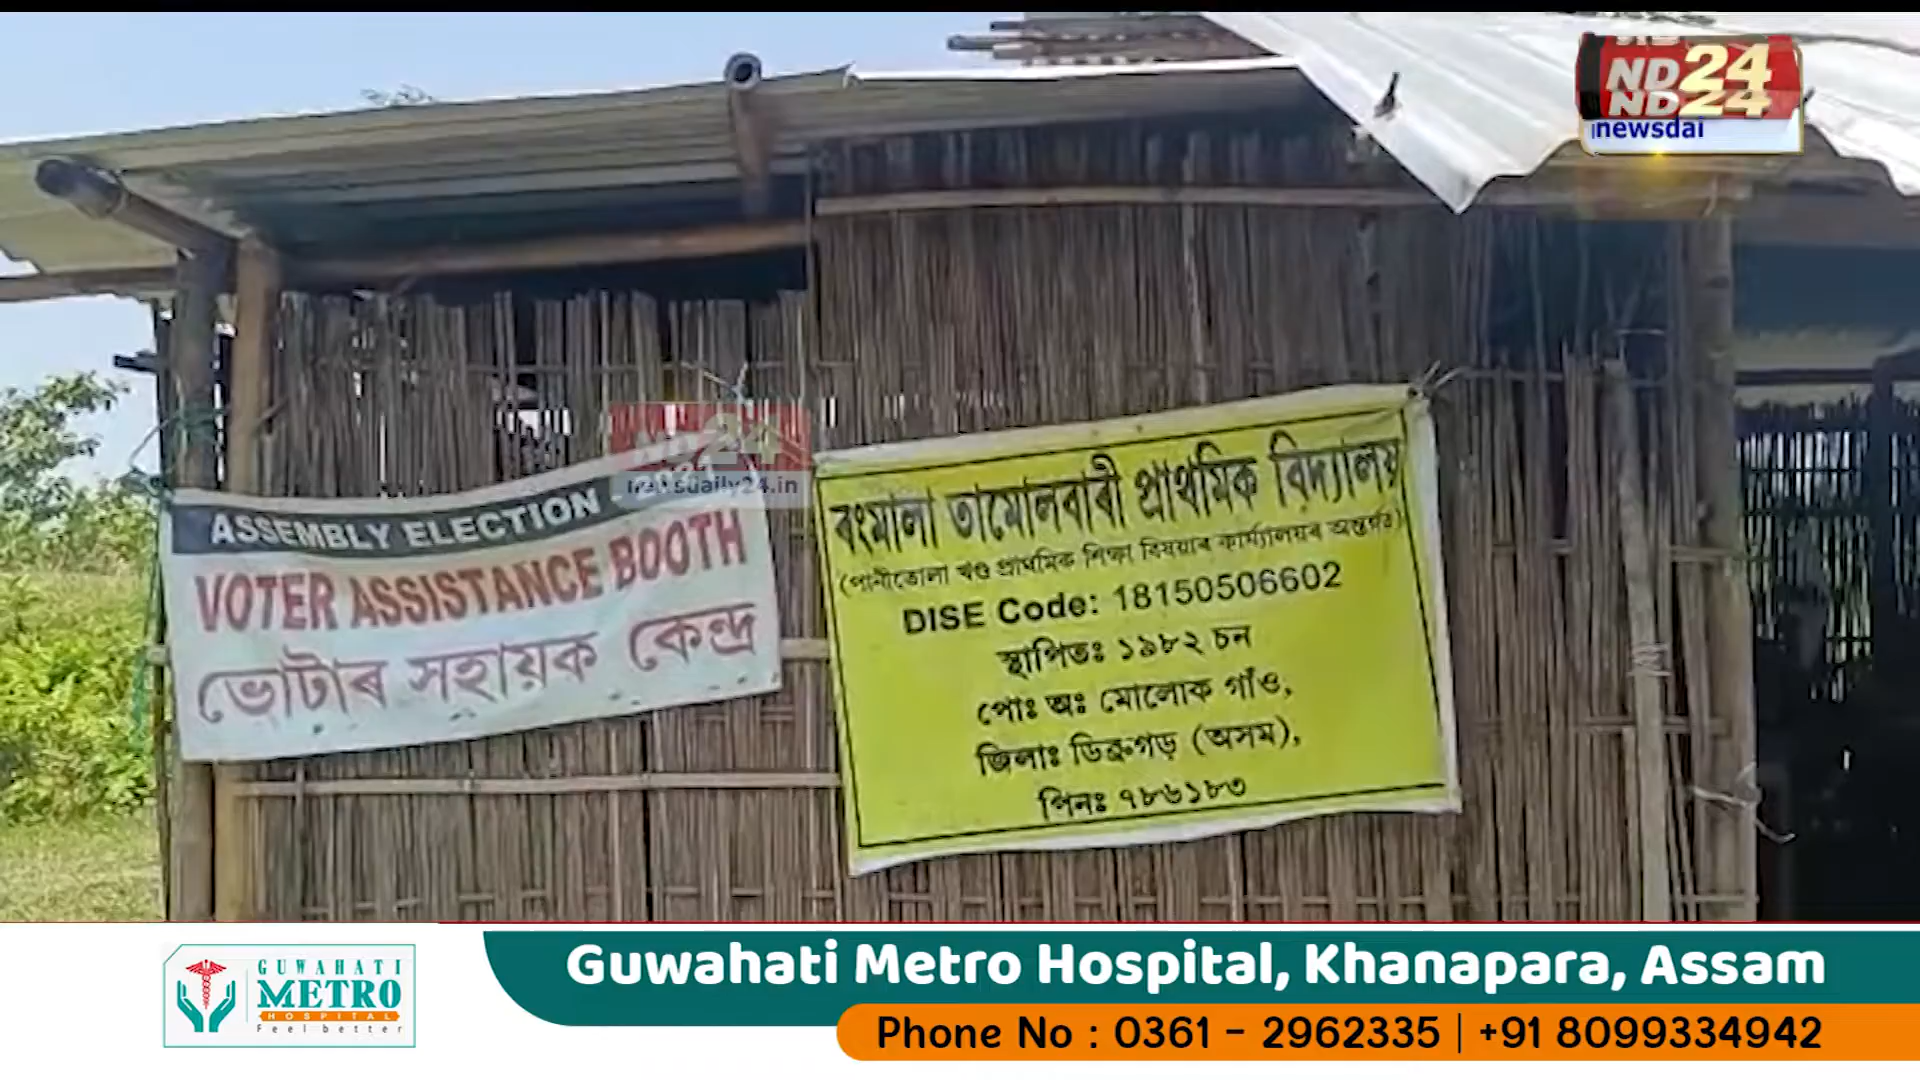 ND24
ND24
newsdai
ND24
newsdaily24.in
ASSEMBLY ELECTION
VOTER ASSISTANCE BOOTH
ভোটাৰ সহায়ক কেন্দ্ৰ
ৰংমালা তামোলবাৰী প্ৰাথমিক বিদ্যালয়
(পানীতোলা খণ্ড প্ৰাথমিক শিক্ষা বিষয়াৰ কাৰ্য্যালয়ৰ অন্তৰ্গত)
DISE Code: 18150506602
স্থাপিতঃ ১৯৮২ চন
পোঃ অঃ মোলোক গাঁও,
জিলাঃ ডিব্ৰুগড় (অসম),
পিনঃ ৭৮৬১৮৩
GUWAHATI
METRO
HOSPITAL
Feel better
Guwahati Metro Hospital, Khanapara, Assam
Phone No : 0361 - 2962335 | +91 8099334942